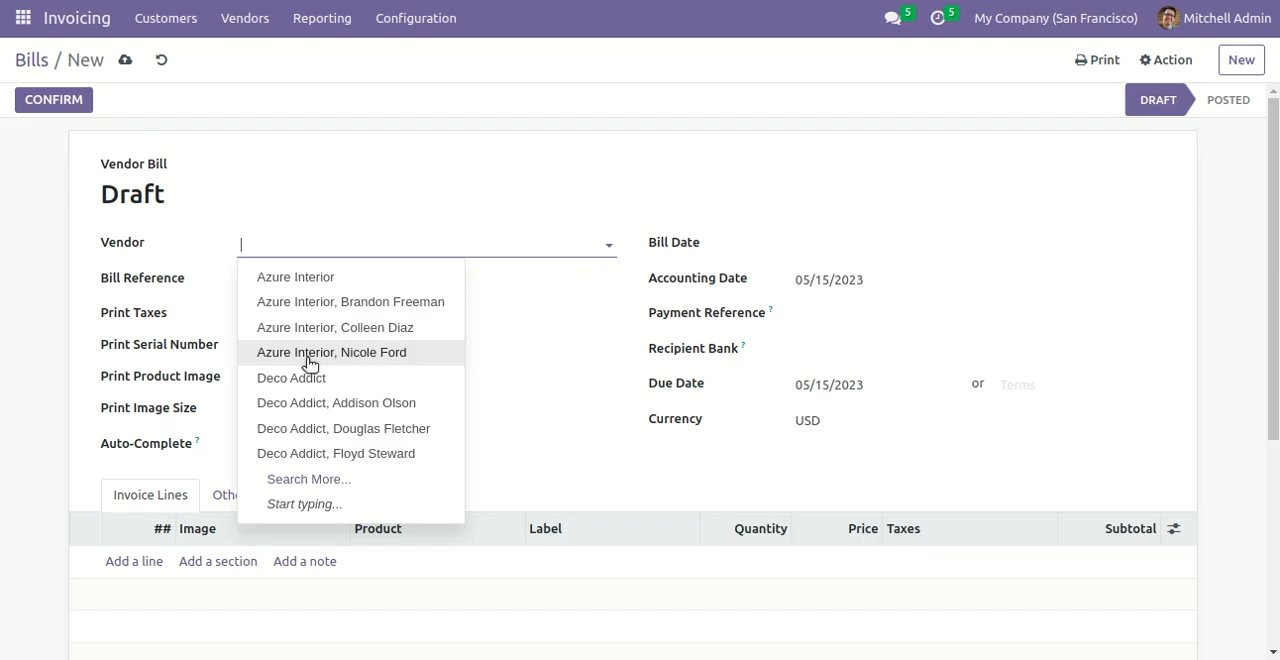 Invoicing Customers Vendors Reporting Configuration 5 5 My Company (San Francisco) Mitchell Admin
Bills / New Print Action New
CONFIRM DRAFT POSTED
Vendor Bill
Draft
Vendor
Bill Reference
Print Taxes
Print Serial Number
Print Product Image
Print Image Size
Auto-Complete ?
Azure Interior
Azure Interior, Brandon Freeman
Azure Interior, Colleen Diaz
Azure Interior, Nicole Ford
Deco Addict
Deco Addict, Addison Olson
Deco Addict, Douglas Fletcher
Deco Addict, Floyd Steward
Search More...
Start typing...
Bill Date
Accounting Date 05/15/2023
Payment Reference ?
Recipient Bank ?
Due Date 05/15/2023 or Terms
Currency USD
Invoice Lines Othe
## Image Product Label Quantity Price Taxes Subtotal
Add a line Add a section Add a note